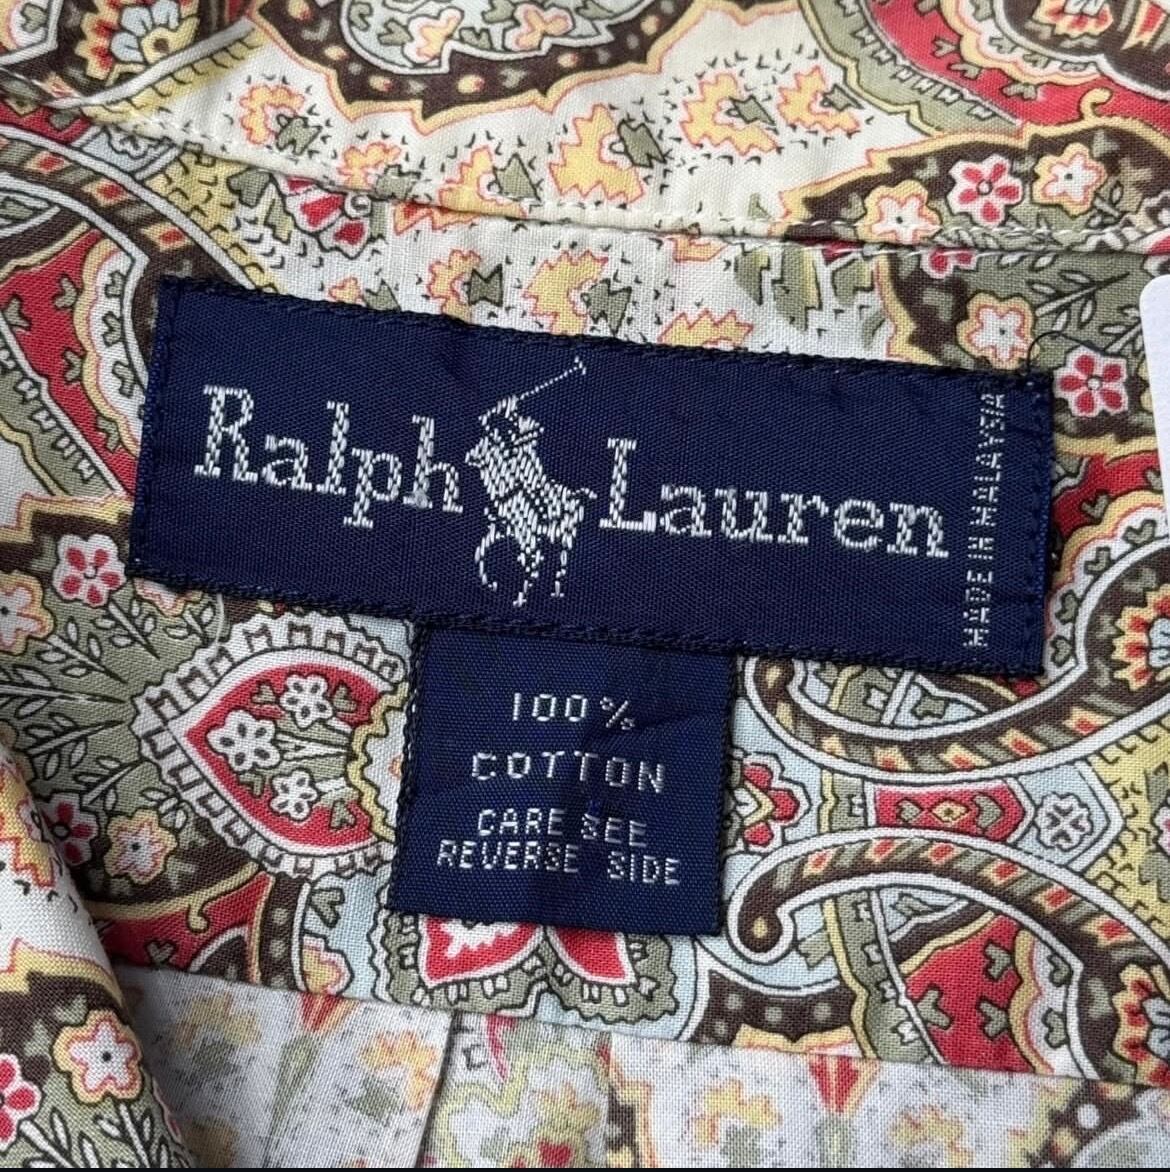 Ralph Lauren
MADE IN MALAYSIA
100%
COTTON
CARE SEE
REVERSE SIDE